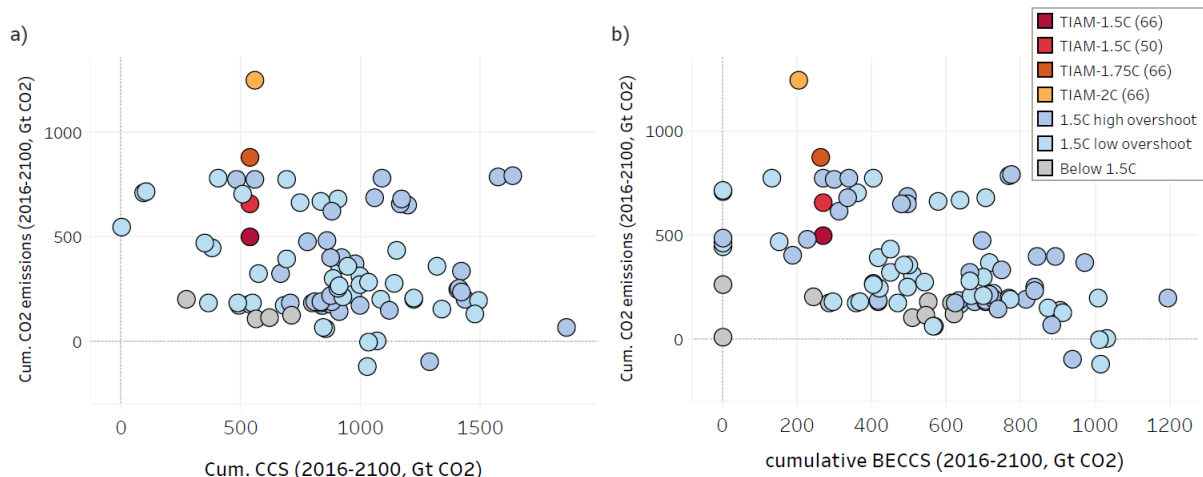 a)
Cum. CO2 emissions (2016-2100, Gt CO2)
1000
500
0
0
500
1000
1500
Cum. CCS (2016-2100, Gt CO2)
b)
Cum. CO2 emissions (2016-2100, Gt CO2)
1000
500
0
0
200
400
600
800
1000
1200
cumulative BECCS (2016-2100, Gt CO2)
TIAM-1.5C (66)
TIAM-1.5C (50)
TIAM-1.75C (66)
TIAM-2C (66)
1.5C high overshoot
1.5C low overshoot
Below 1.5C